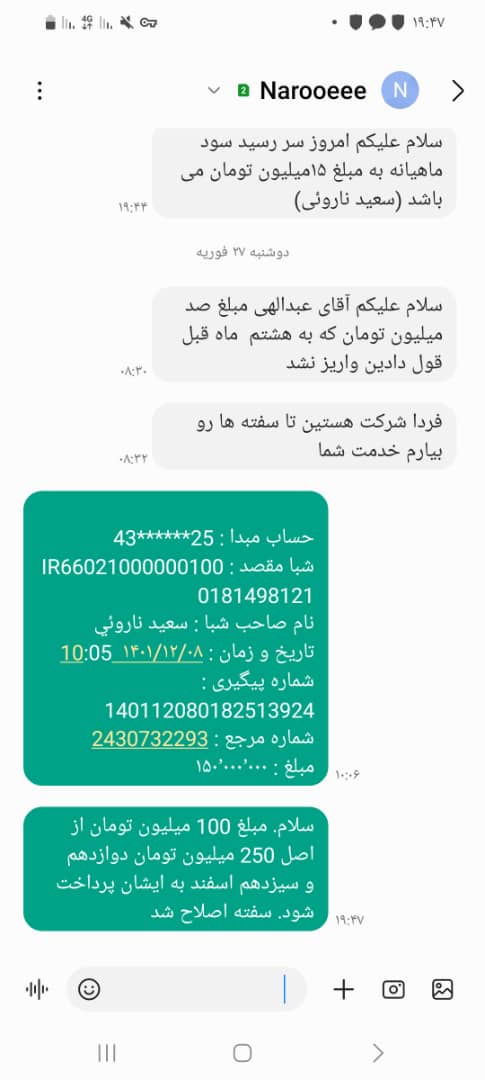 ۱۹:۴۷
4G
N
Narooeee
2
سلام علیکم امروز سر رسید سود
ماهیانه به مبلغ ۱۵میلیون تومان می
باشد (سعید ناروئی)
۱۹:۴۴
دوشنبه ۲۷ فوریه
سلام علیکم آقای عبدالهی مبلغ صد
میلیون تومان که به هشتم ماه قبل
قول دادین واریز نشد
۰۸:۳۰
فردا شرکت هستین تا سفته ها رو
بیارم خدمت شما
۰۸:۳۲
حساب مبدا : 25******43
شبا مقصد : IR66021000000100
0181498121
نام صاحب شبا : سعید ناروئي
تاریخ و زمان : ۱۴۰۱/۱۲/۰۸ 10:05
شماره پیگیری :
140112080182513924
شماره مرجع : 2430732293
مبلغ : ۱۵۰٬۰۰۰٬۰۰۰
۱۰:۰۶
سلام. مبلغ 100 میلیون تومان از
اصل 250 میلیون تومان دوازدهم
و سیزدهم اسفند به ایشان پرداخت
شود. سفته اصلاح شد
۱۹:۴۷